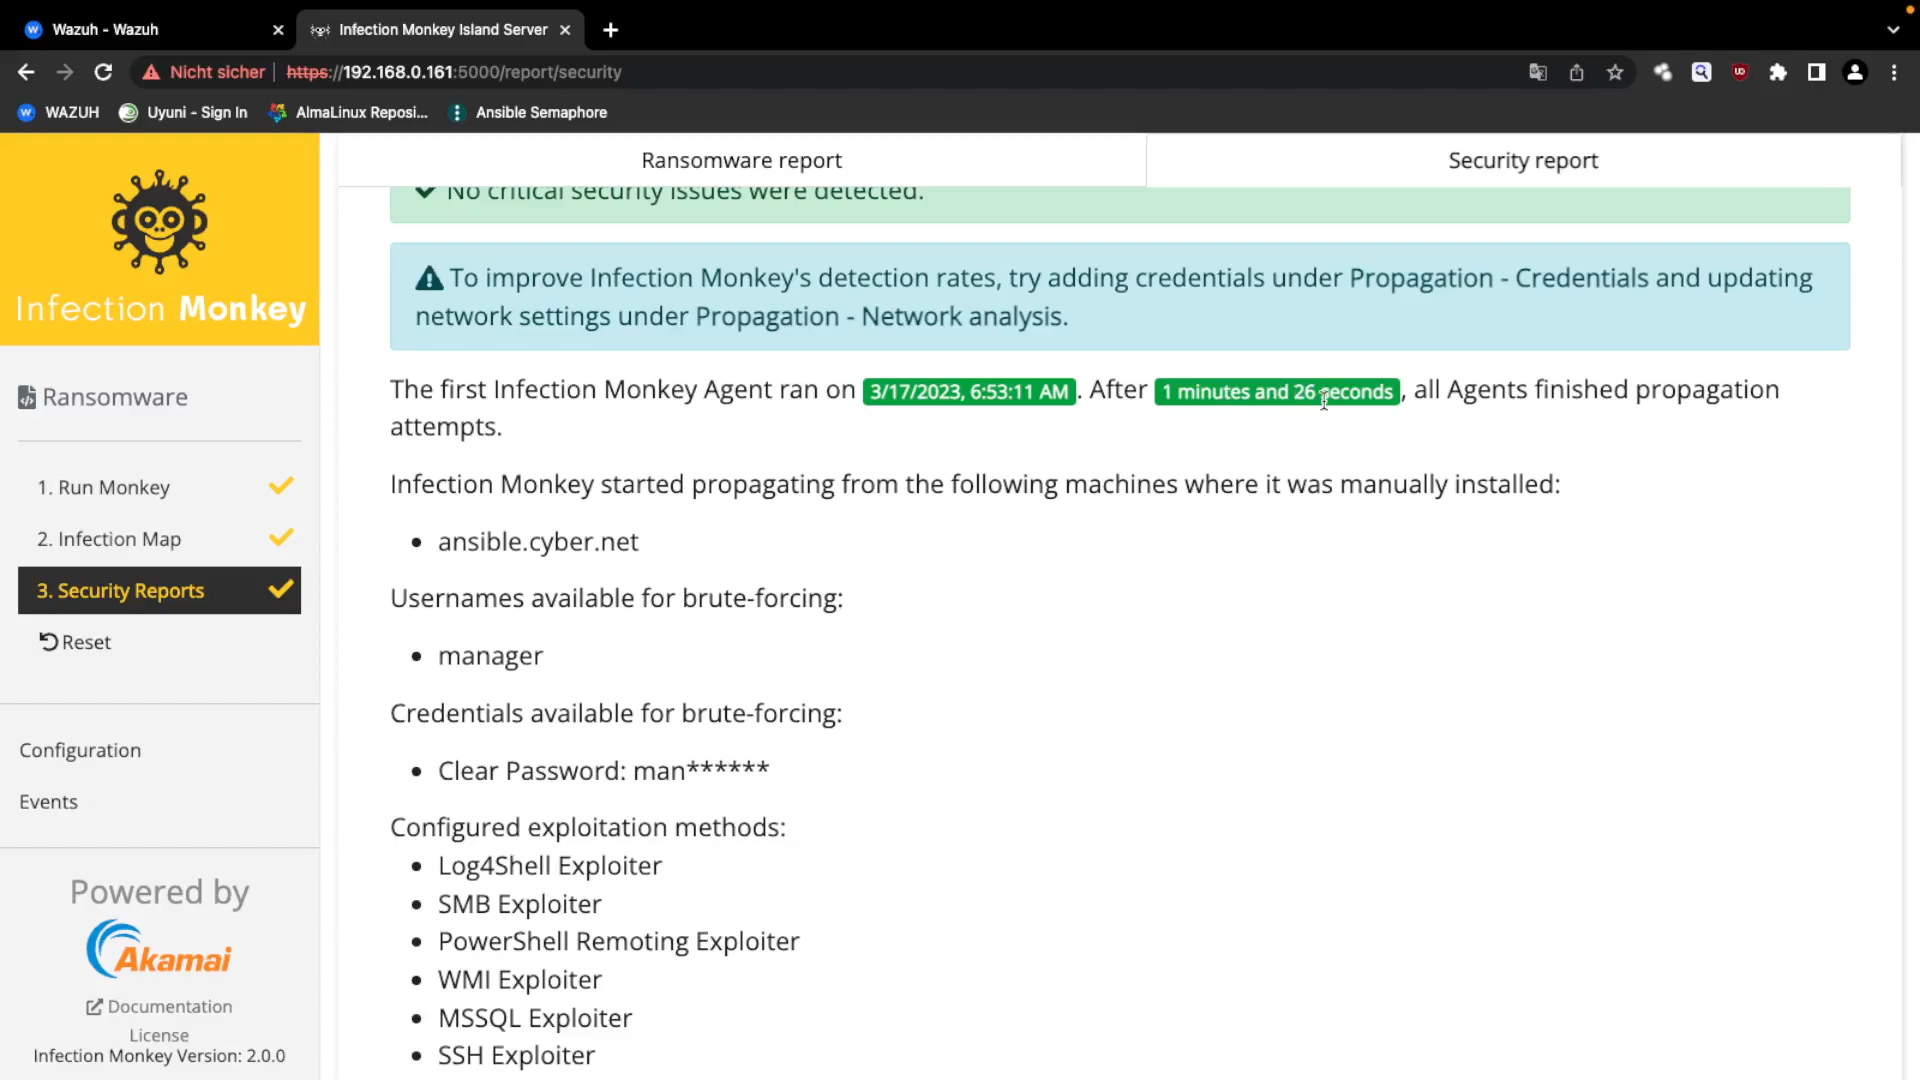 Wazuh - Wazuh
Infection Monkey Island Server
Nicht sicher
https://192.168.0.161:5000/report/security
WAZUH
Uyuni - Sign In
AlmaLinux Reposi...
Ansible Semaphore
Infection Monkey
Ransomware
1. Run Monkey
2. Infection Map
3. Security Reports
Reset
Configuration
Events
Powered by
Akamai
Documentation
License
Infection Monkey Version: 2.0.0
Ransomware report
Security report
No critical security issues were detected.
To improve Infection Monkey's detection rates, try adding credentials under Propagation - Credentials and updating
network settings under Propagation - Network analysis.
The first Infection Monkey Agent ran on 3/17/2023, 6:53:11 AM. After 1 minutes and 26 seconds, all Agents finished propagation
attempts.
Infection Monkey started propagating from the following machines where it was manually installed:
• ansible.cyber.net
Usernames available for brute-forcing:
• manager
Credentials available for brute-forcing:
• Clear Password: man******
Configured exploitation methods:
• Log4Shell Exploiter
• SMB Exploiter
• PowerShell Remoting Exploiter
• WMI Exploiter
• MSSQL Exploiter
• SSH Exploiter